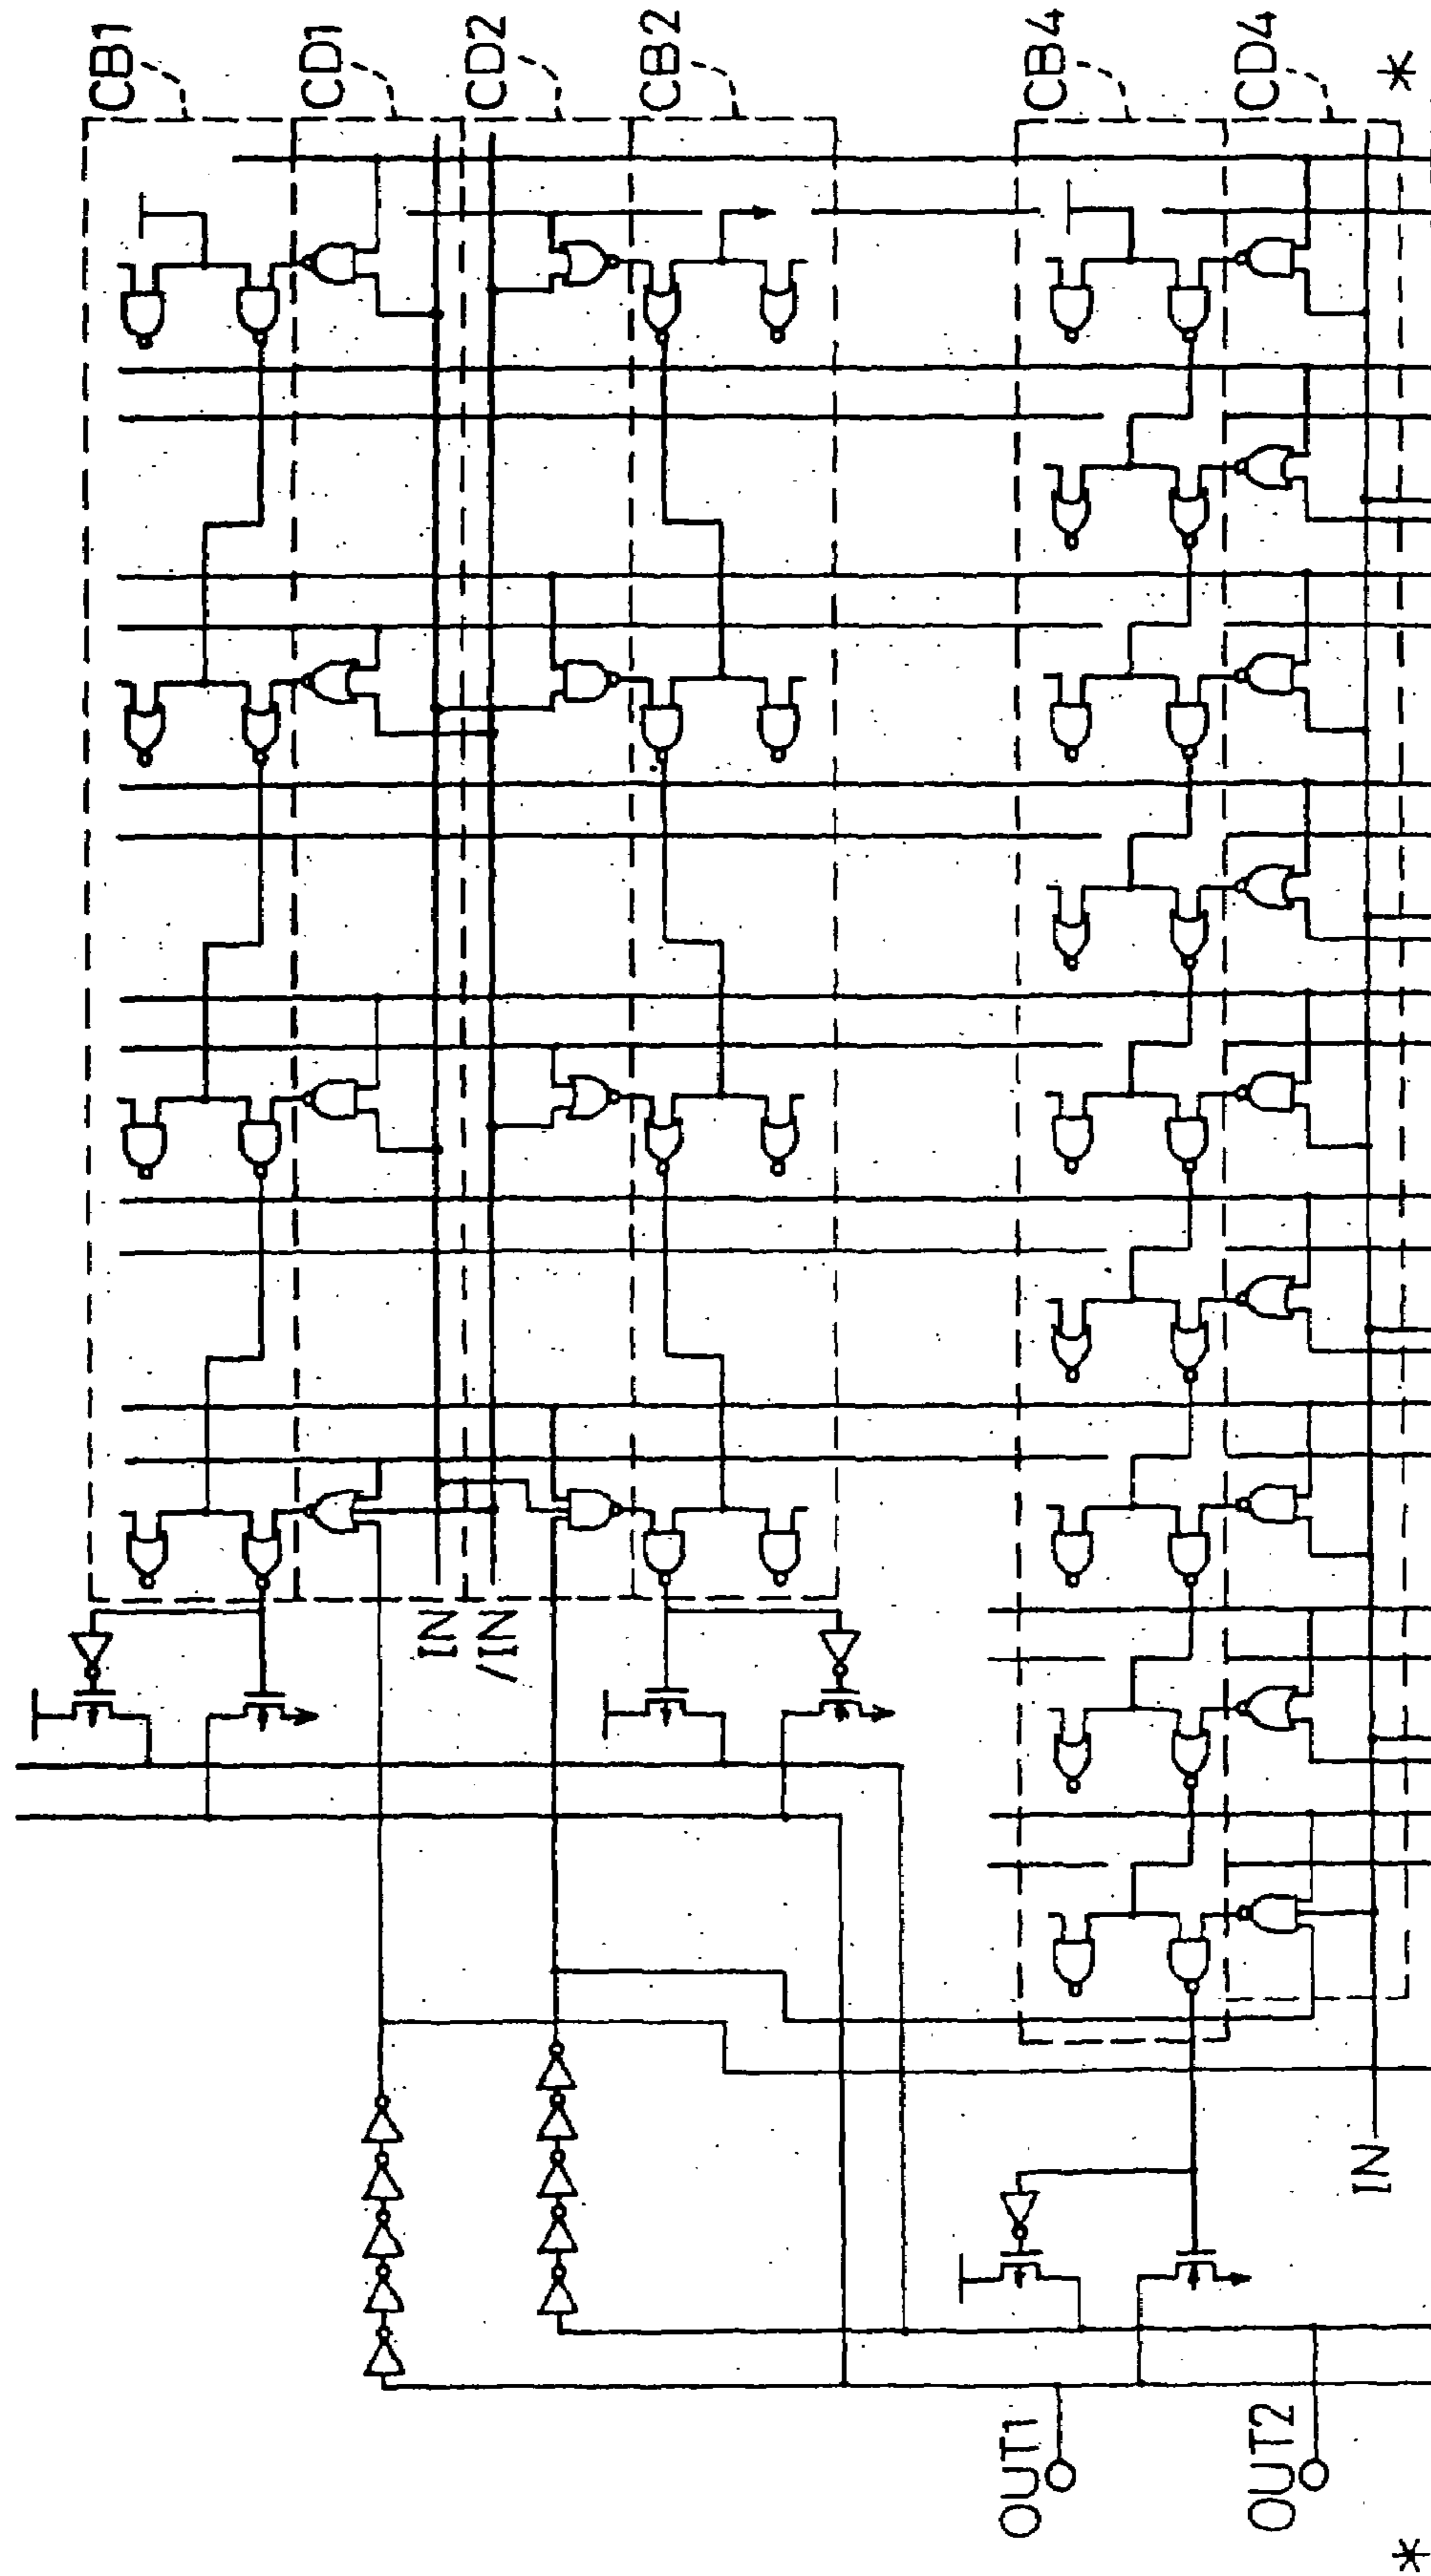 CB1
CD1
CD2
CB2
CB4
CD4
*
IN
/IN
IN
OUT1
OUT2
*